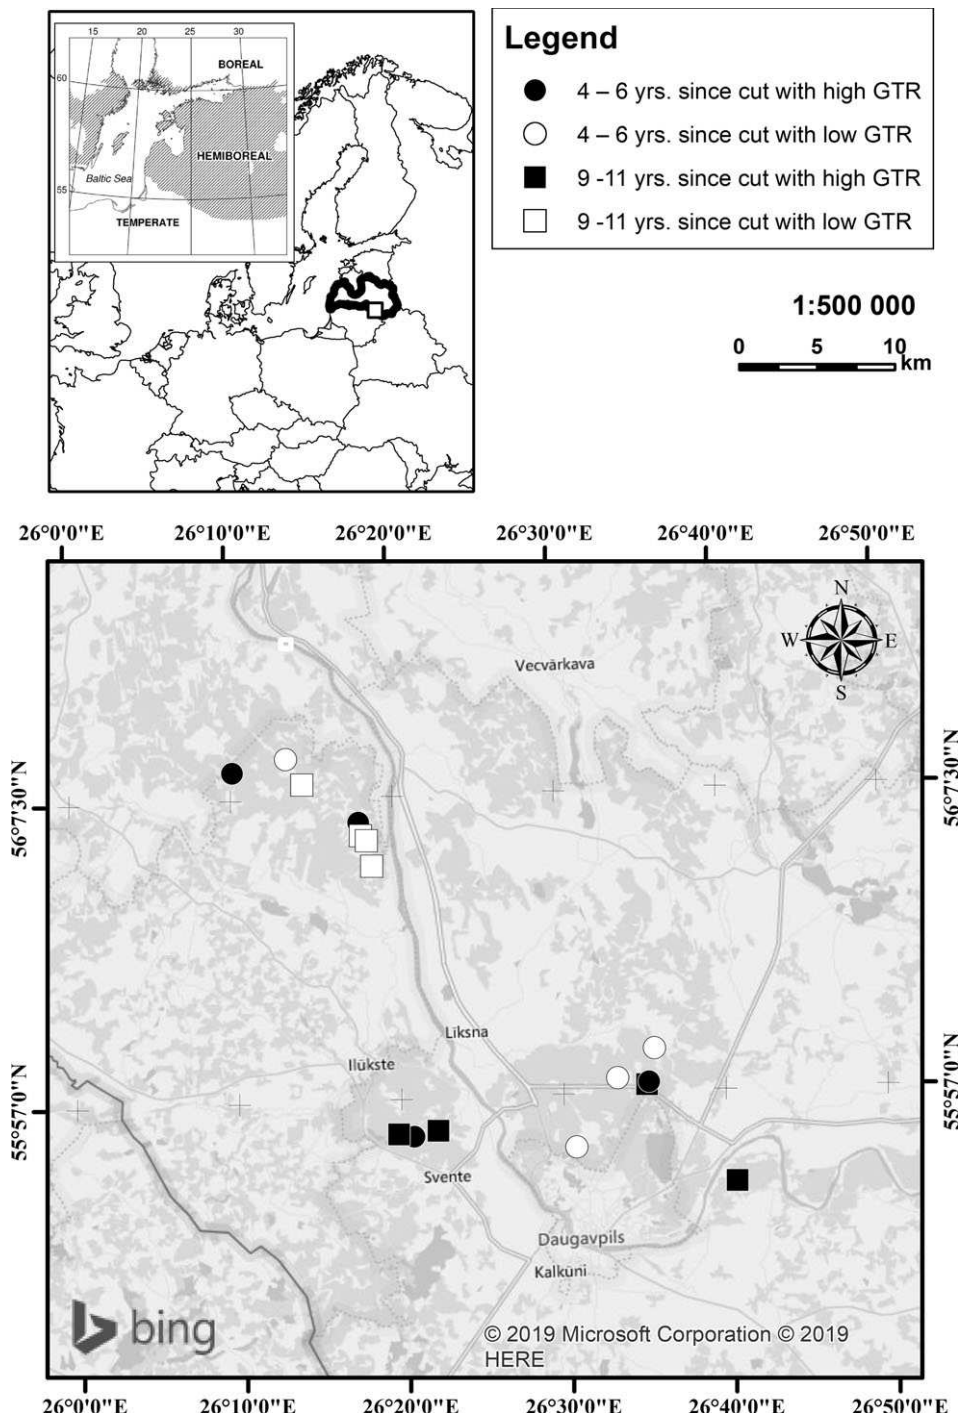 15 20 25 30
60
BOREAL
HEMIBOREAL
Baltic Sea
55
TEMPERATE
Legend
4 – 6 yrs. since cut with high GTR
4 – 6 yrs. since cut with low GTR
9 -11 yrs. since cut with high GTR
9 -11 yrs. since cut with low GTR
1:500 000
0 5 10
km
26°0'0"E 26°10'0"E 26°20'0"E 26°30'0"E 26°40'0"E 26°50'0"E
N
W E
S
Vecvārkava
56°7'30"N
56°7'30"N
Līksna
Ilūkste
55°57'0"N
55°57'0"N
Svente
Daugavpils
Kalkūni
bing
© 2019 Microsoft Corporation © 2019
HERE
26°0'0"E 26°10'0"E 26°20'0"E 26°30'0"E 26°40'0"E 26°50'0"E